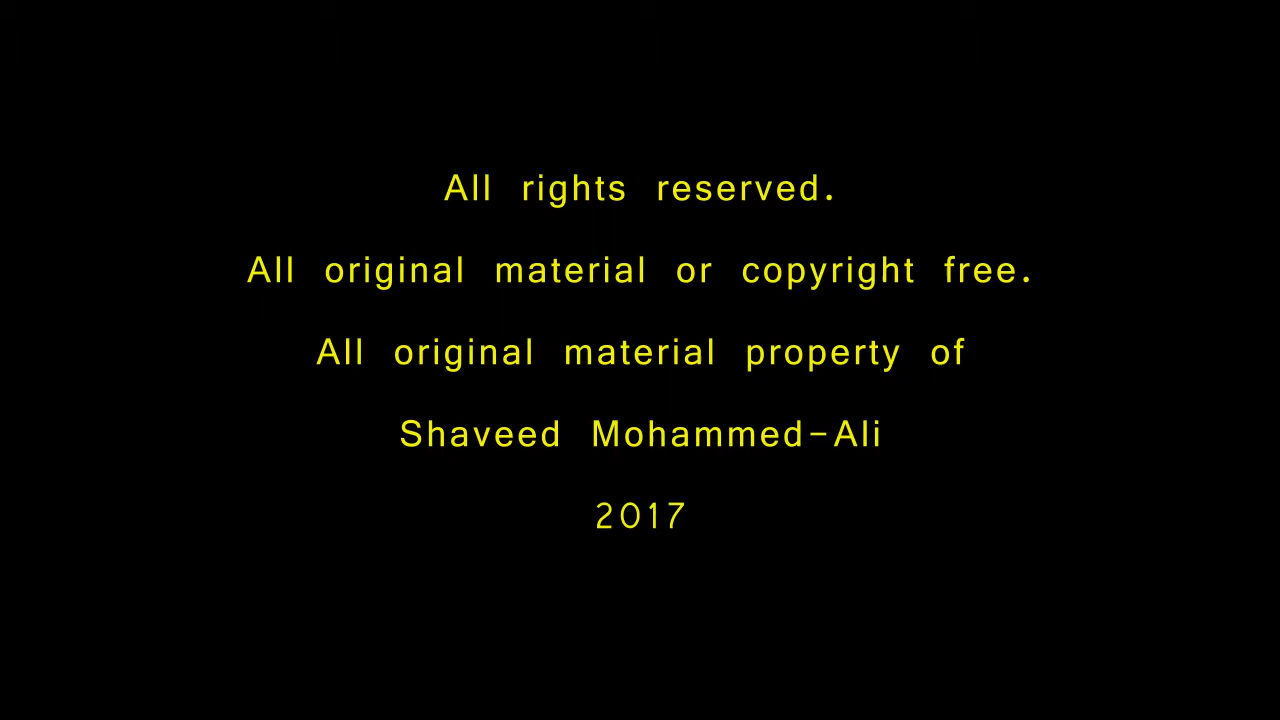 All rights reserved.
All original material or copyright free.
All original material property of
Shaveed Mohammed-Ali
2017